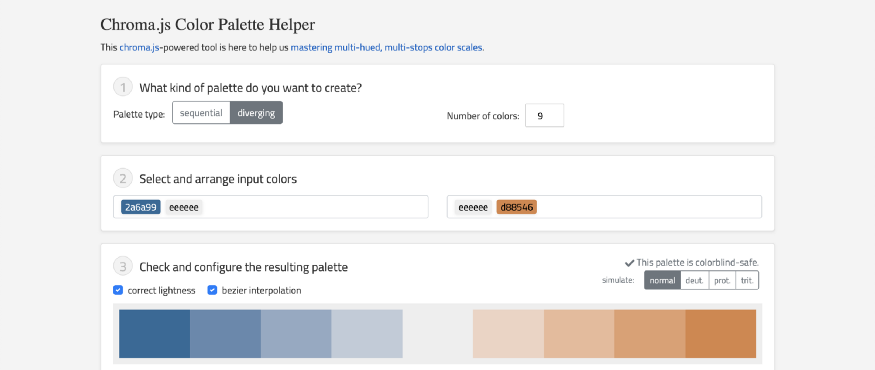 Chroma.js Color Palette Helper
This chroma.js-powered tool is here to help us mastering multi-hued, multi-stops color scales.
1 What kind of palette do you want to create?
Palette type: sequential diverging Number of colors: 9
2 Select and arrange input colors
2a6a99 eeeeee eeeeee d88546
3 Check and configure the resulting palette
✔ This palette is colorblind-safe.
simulate: normal deut. prot. trit.
✔ correct lightness ✔ bezier interpolation